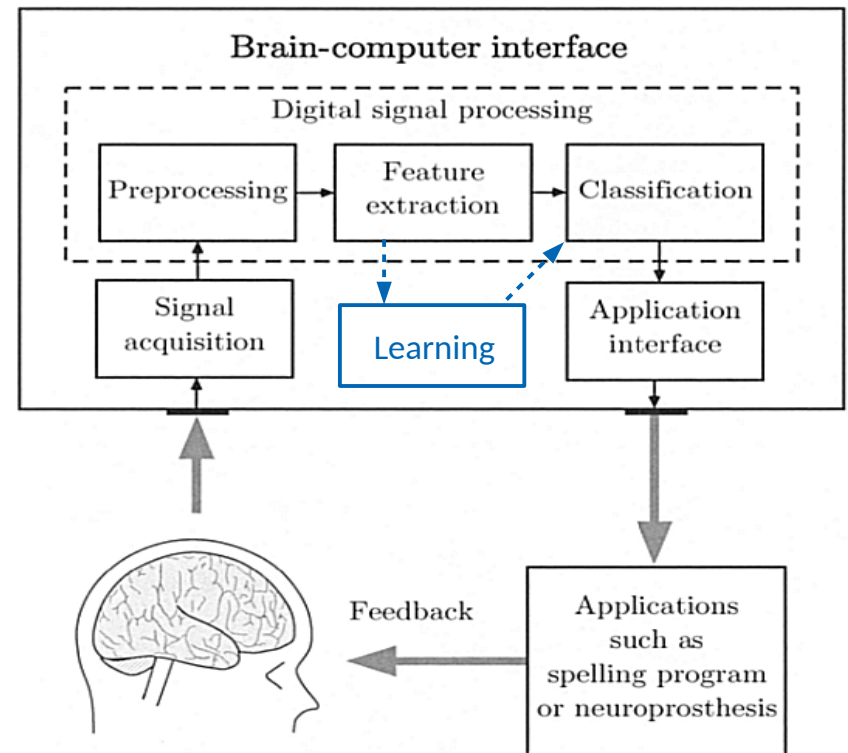 Brain-computer interface
Digital signal processing
Preprocessing
Feature
extraction
Classification
Signal
acquisition
Learning
Application
interface
Feedback
Applications
such as
spelling program
or neuroprosthesis